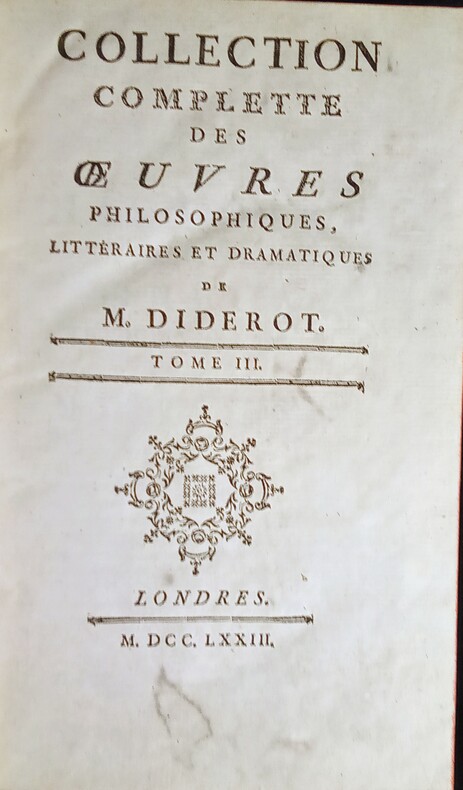 COLLECTION
COMPLETTE
DES
ŒUVRES
PHILOSOPHIQUES,
LITTÉRAIRES ET DRAMATIQUES
DE
M. DIDEROT.
TOME III.
LONDRES.
M. DCC. LXXIII.